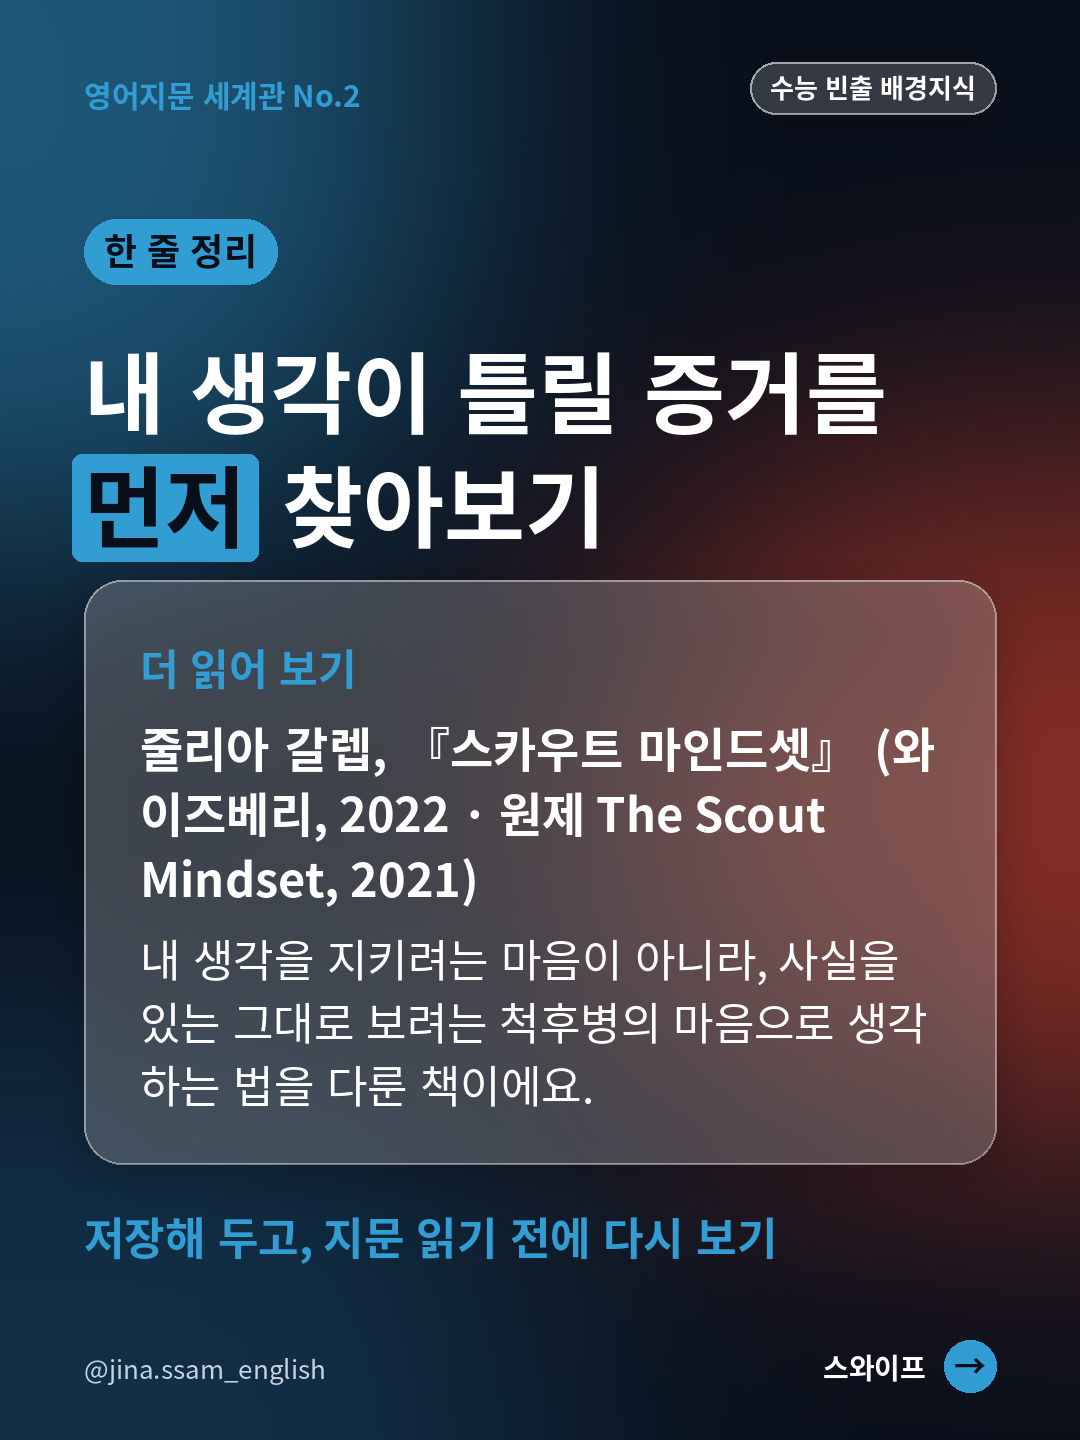 영어지문 세계관 No.2
수능 빈출 배경지식
한 줄 정리
내 생각이 틀릴 증거를
먼저 찾아보기
더 읽어 보기
줄리아 갈렙, 『스카우트 마인드셋』 (와
이즈베리, 2022 · 원제 The Scout
Mindset, 2021)
내 생각을 지키려는 마음이 아니라, 사실을
있는 그대로 보려는 척후병의 마음으로 생각
하는 법을 다룬 책이에요.
저장해 두고, 지문 읽기 전에 다시 보기
@jina.ssam_english
스와이프 →